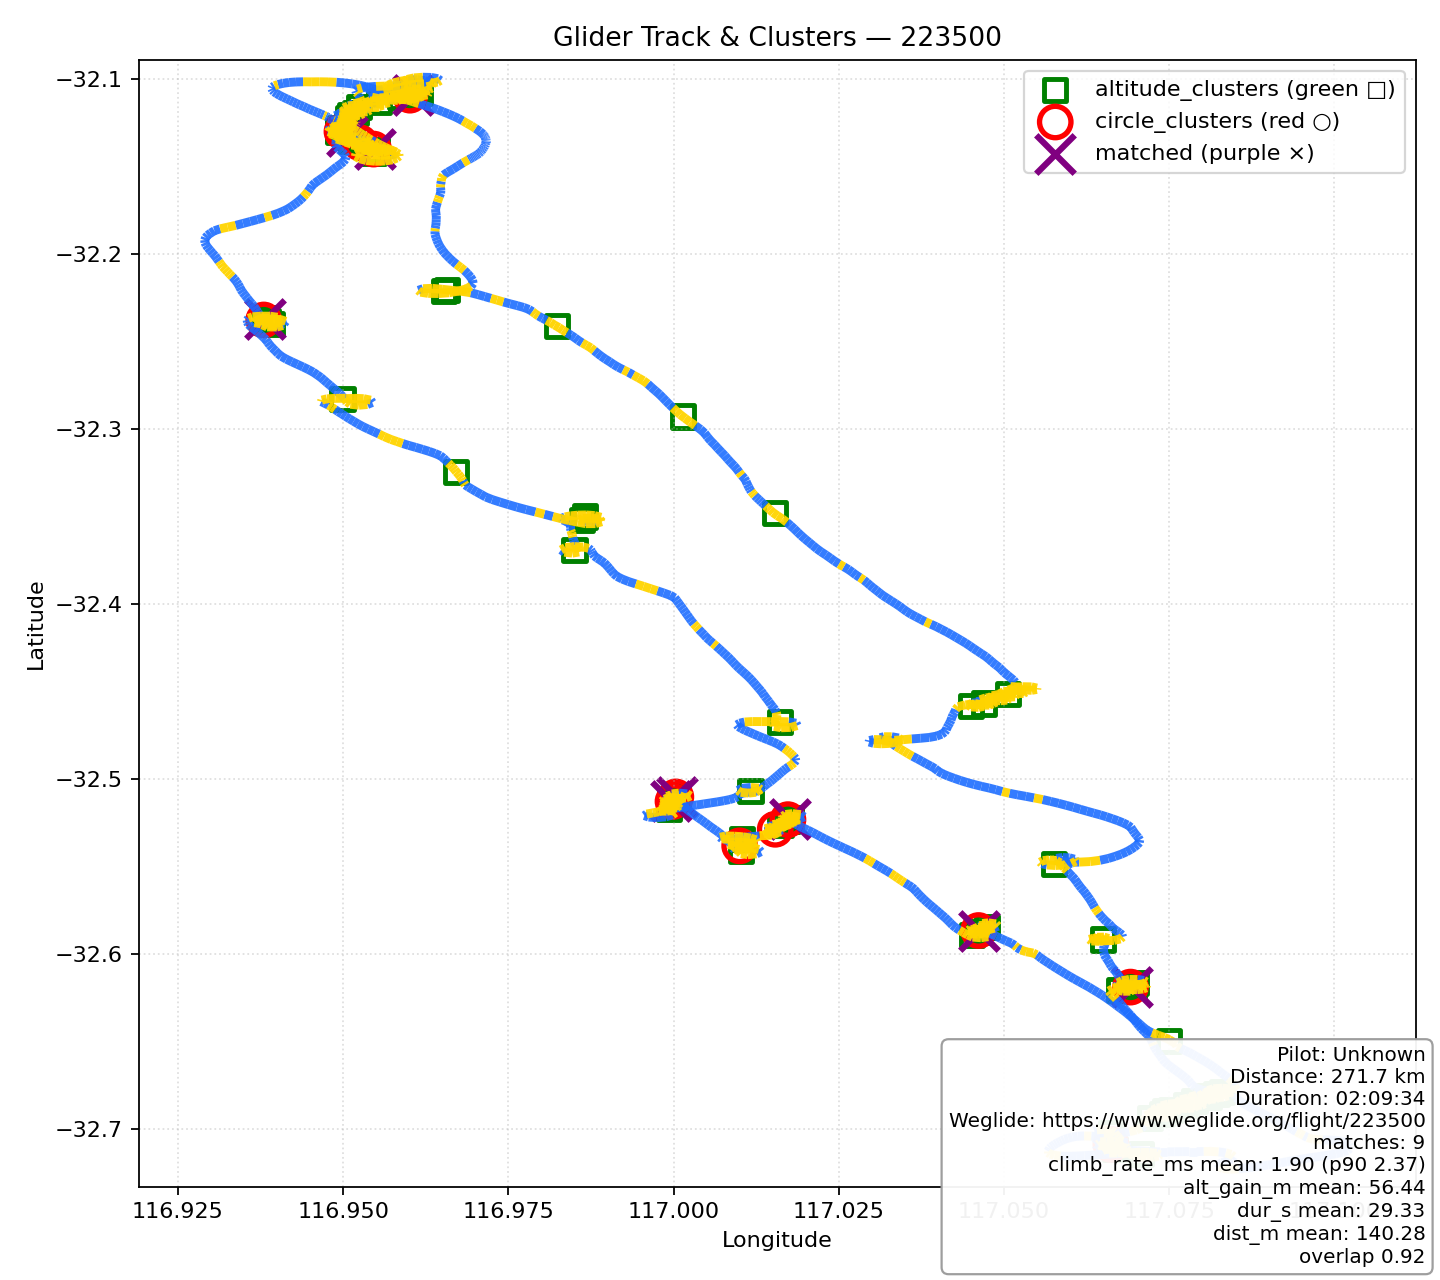 Glider Track & Clusters — 223500
altitude_clusters (green □)
circle_clusters (red ○)
matched (purple ×)
Latitude
−32.1
−32.2
−32.3
−32.4
−32.5
−32.6
−32.7
116.925
116.950
116.975
117.000
117.025
117.050
117.075
Longitude
Pilot: Unknown
Distance: 271.7 km
Duration: 02:09:34
Weglide: https://www.weglide.org/flight/223500
matches: 9
climb_rate_ms mean: 1.90 (p90 2.37)
alt_gain_m mean: 56.44
dur_s mean: 29.33
dist_m mean: 140.28
overlap 0.92